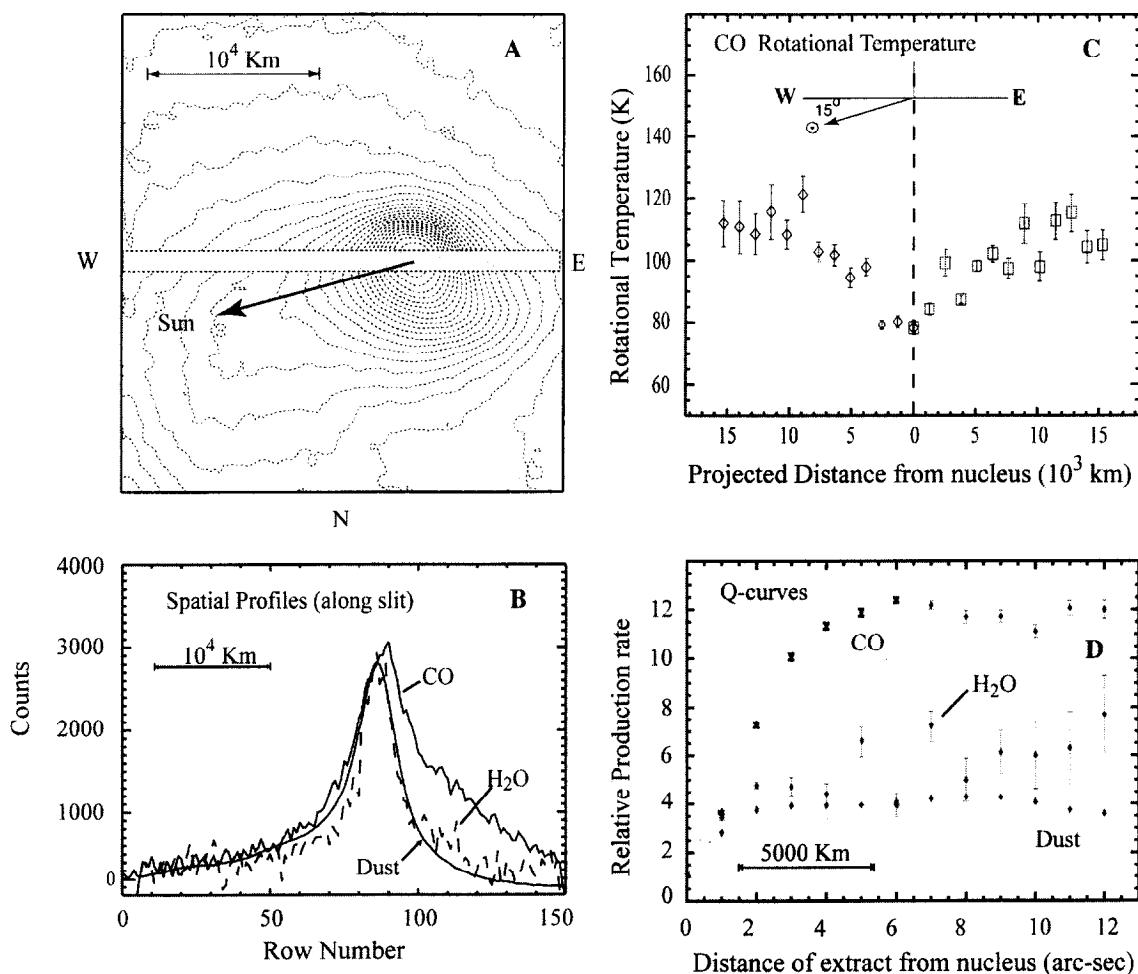 A
10⁴ Km
W
E
Sun
N
CO Rotational Temperature
C
W
E
15°
Rotational Temperature (K)
160
140
120
100
80
60
15 10 5 0 5 10 15
Projected Distance from nucleus (10³ km)
Spatial Profiles (along slit)
B
10⁴ Km
CO
H₂O
Dust
Counts
4000
3000
2000
1000
0
0 50 100 150
Row Number
Q-curves
D
CO
H₂O
Dust
5000 Km
Relative Production rate
12
10
8
6
4
2
0
0 2 4 6 8 10 12
Distance of extract from nucleus (arc-sec)